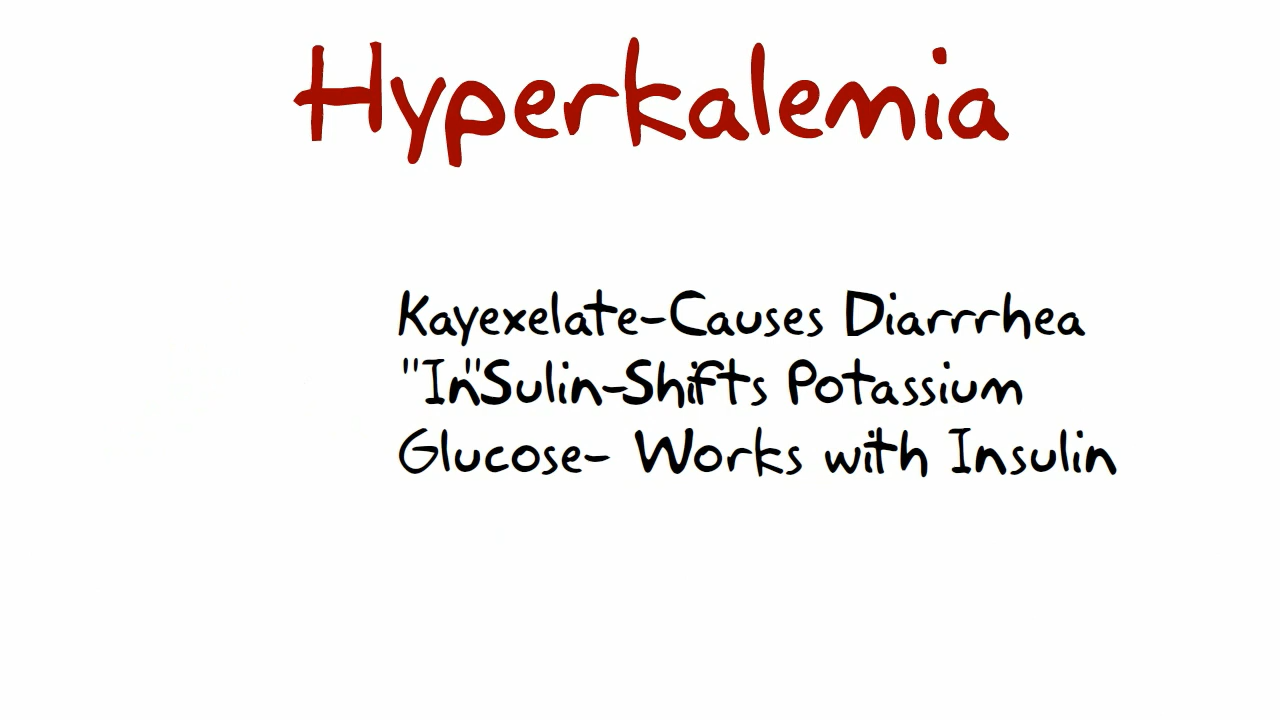 Hyperkalemia
Kayexelate-Causes Diarrrhea
"In"Sulin-Shifts Potassium
Glucose- Works with Insulin